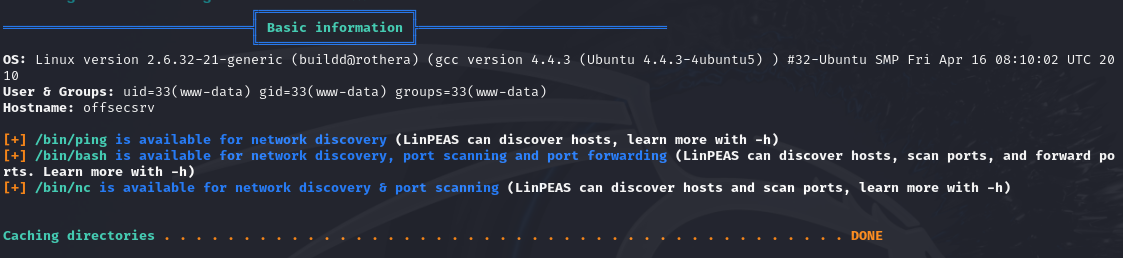 Basic information
OS: Linux version 2.6.32-21-generic (buildd@rothera) (gcc version 4.4.3 (Ubuntu 4.4.3-4ubuntu5) ) #32-Ubuntu SMP Fri Apr 16 08:10:02 UTC 20
10
User & Groups: uid=33(www-data) gid=33(www-data) groups=33(www-data)
Hostname: offsecsrv
[+] /bin/ping is available for network discovery (LinPEAS can discover hosts, learn more with -h)
[+] /bin/bash is available for network discovery, port scanning and port forwarding (LinPEAS can discover hosts, scan ports, and forward po
rts. Learn more with -h)
[+] /bin/nc is available for network discovery & port scanning (LinPEAS can discover hosts and scan ports, learn more with -h)
Caching directories . . . . . . . . . . . . . . . . . . . . . . . . . . . . . . . . . . . . . . . . . . . DONE